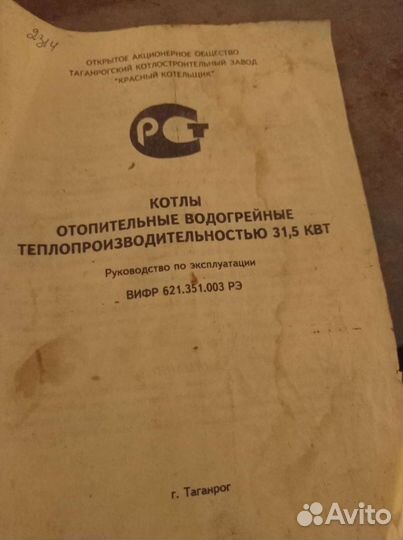 2314
ОТКРЫТОЕ АКЦИОНЕРНОЕ ОБЩЕСТВО
ТАГАНРОГСКИЙ КОТЛОСТРОИТЕЛЬНЫЙ ЗАВОД
"КРАСНЫЙ КОТЕЛЬЩИК"
РСТ
КОТЛЫ
ОТОПИТЕЛЬНЫЕ ВОДОГРЕЙНЫЕ
ТЕПЛОПРОИЗВОДИТЕЛЬНОСТЬЮ 31,5 КВТ
Руководство по эксплуатации
ВИФР 621.351.003 РЭ
г. Таганрог
Avito